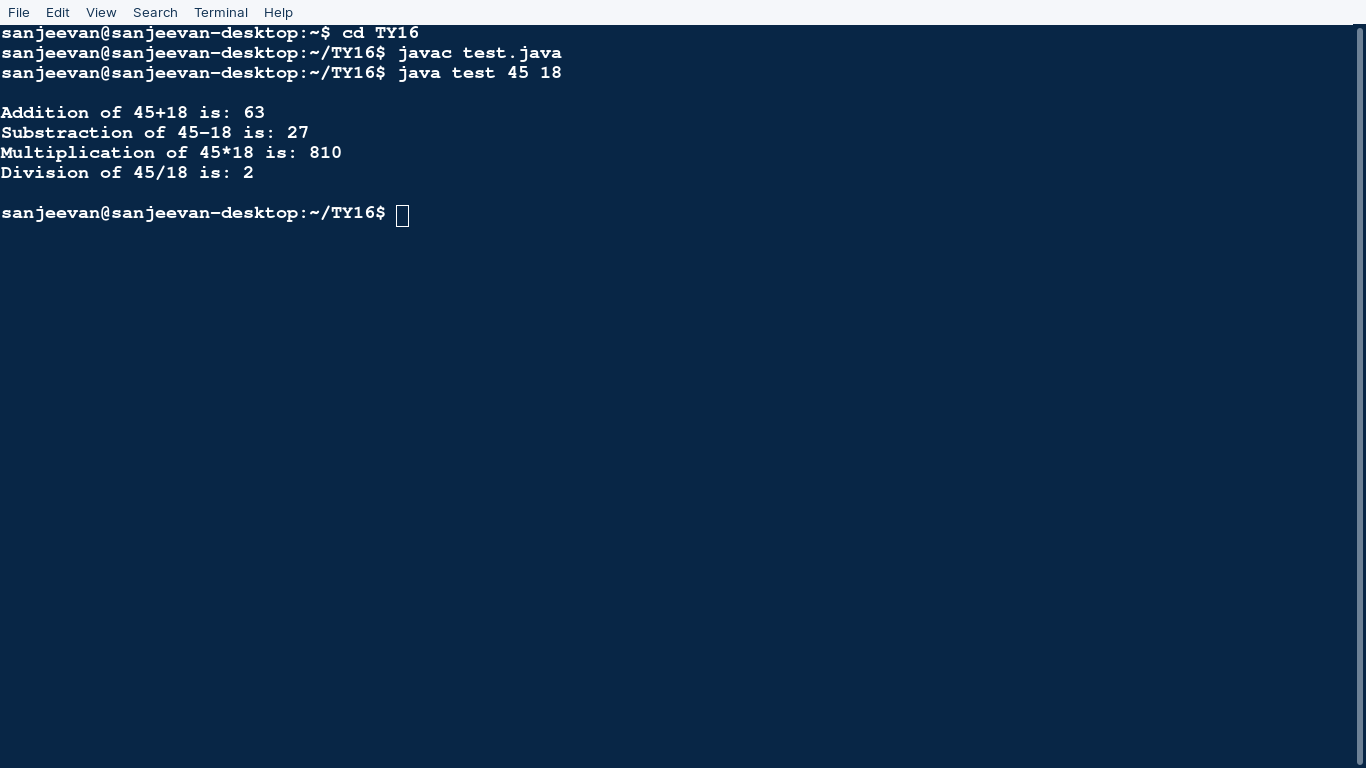 File Edit View Search Terminal Help
sanjeevan@sanjeevan-desktop:~$ cd TY16
sanjeevan@sanjeevan-desktop:~/TY16$ javac test.java
sanjeevan@sanjeevan-desktop:~/TY16$ java test 45 18
Addition of 45+18 is: 63
Substraction of 45-18 is: 27
Multiplication of 45*18 is: 810
Division of 45/18 is: 2
sanjeevan@sanjeevan-desktop:~/TY16$